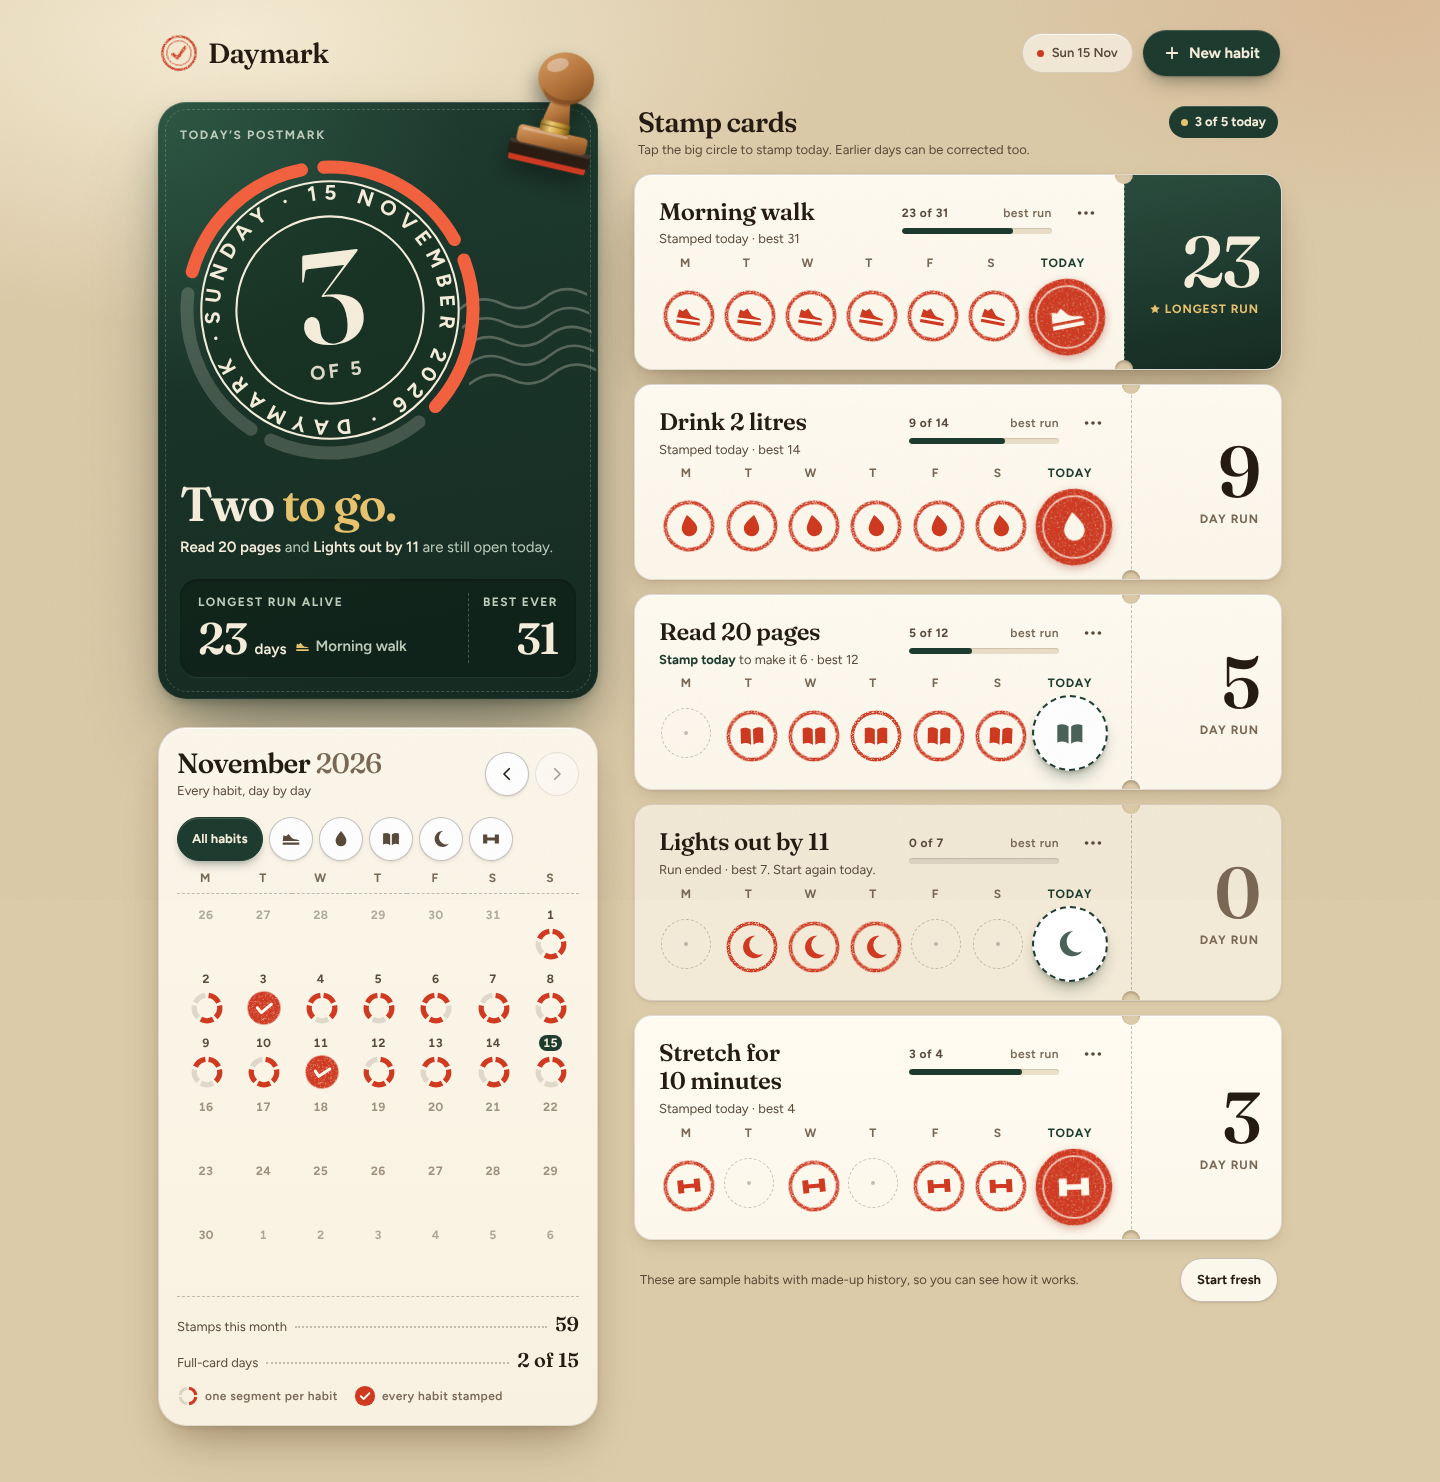 Daymark
Sun 15 Nov
New habit
TODAY'S POSTMARK
SUNDAY · 15 NOVEMBER 2026 · DAYMARK ·
3
OF 5
Two to go.
Read 20 pages and Lights out by 11 are still open today.
LONGEST RUN ALIVE
BEST EVER
23 days Morning walk
31
November 2026
Every habit, day by day
All habits
M T W T F S S
26 27 28 29 30 31 1
2 3 4 5 6 7 8
9 10 11 12 13 14 15
16 17 18 19 20 21 22
23 24 25 26 27 28 29
30 1 2 3 4 5 6
Stamps this month 59
Full-card days 2 of 15
one segment per habit
every habit stamped
Stamp cards
3 of 5 today
Tap the big circle to stamp today. Earlier days can be corrected too.
Morning walk
23 of 31 best run
Stamped today · best 31
M T W T F S TODAY
23
LONGEST RUN
Drink 2 litres
9 of 14 best run
Stamped today · best 14
M T W T F S TODAY
9
DAY RUN
Read 20 pages
5 of 12 best run
Stamp today to make it 6 · best 12
M T W T F S TODAY
5
DAY RUN
Lights out by 11
0 of 7 best run
Run ended · best 7. Start again today.
M T W T F S TODAY
0
DAY RUN
Stretch for
10 minutes
3 of 4 best run
Stamped today · best 4
M T W T F S TODAY
3
DAY RUN
These are sample habits with made-up history, so you can see how it works.
Start fresh